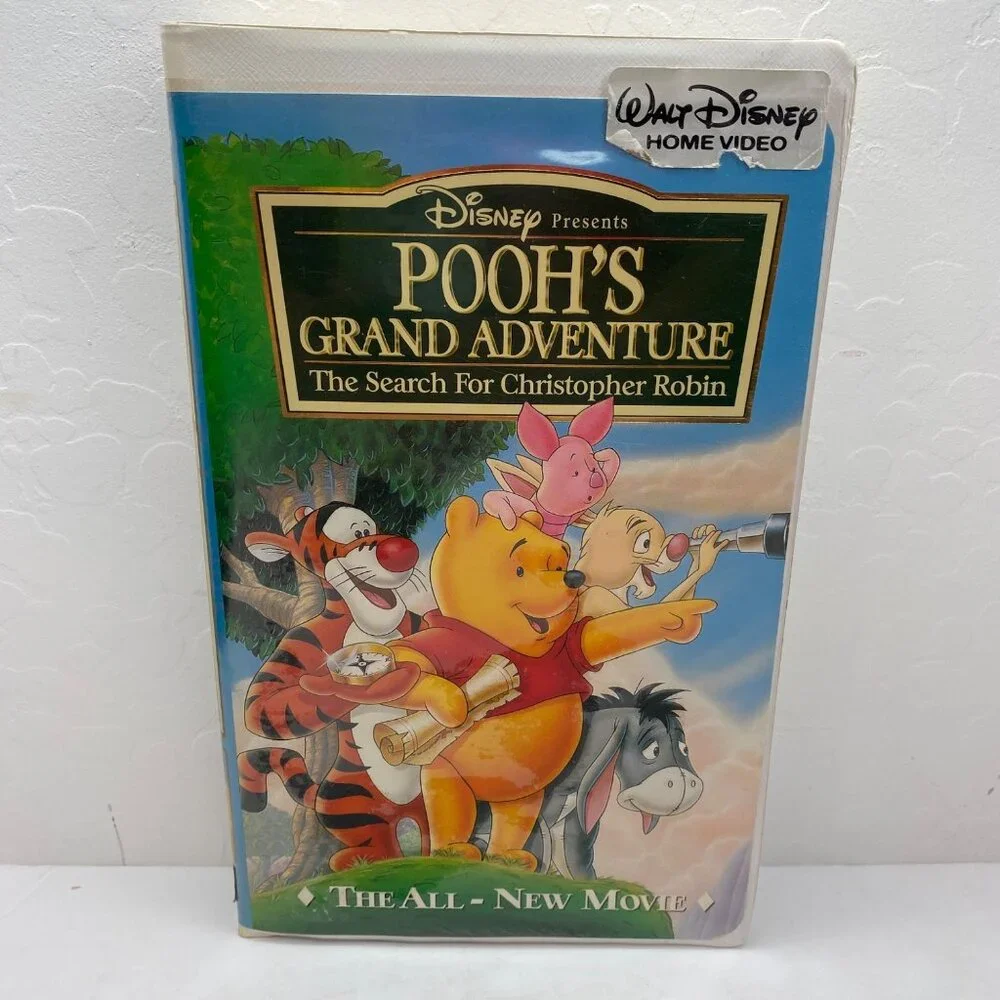 WALT DISNEY
HOME VIDEO
DISNEY Presents
POOH'S
GRAND ADVENTURE
The Search For Christopher Robin
THE ALL - NEW MOVIE